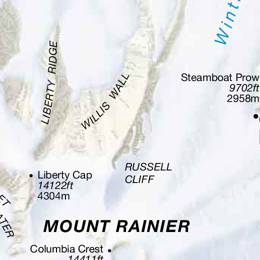 Wint
LIBERTY RIDGE
WILLIS WALL
Steamboat Prow
9702ft
2958m
RUSSELL
CLIFF
Liberty Cap
14122ft
4304m
MOUNT RAINIER
Columbia Crest
14411ft